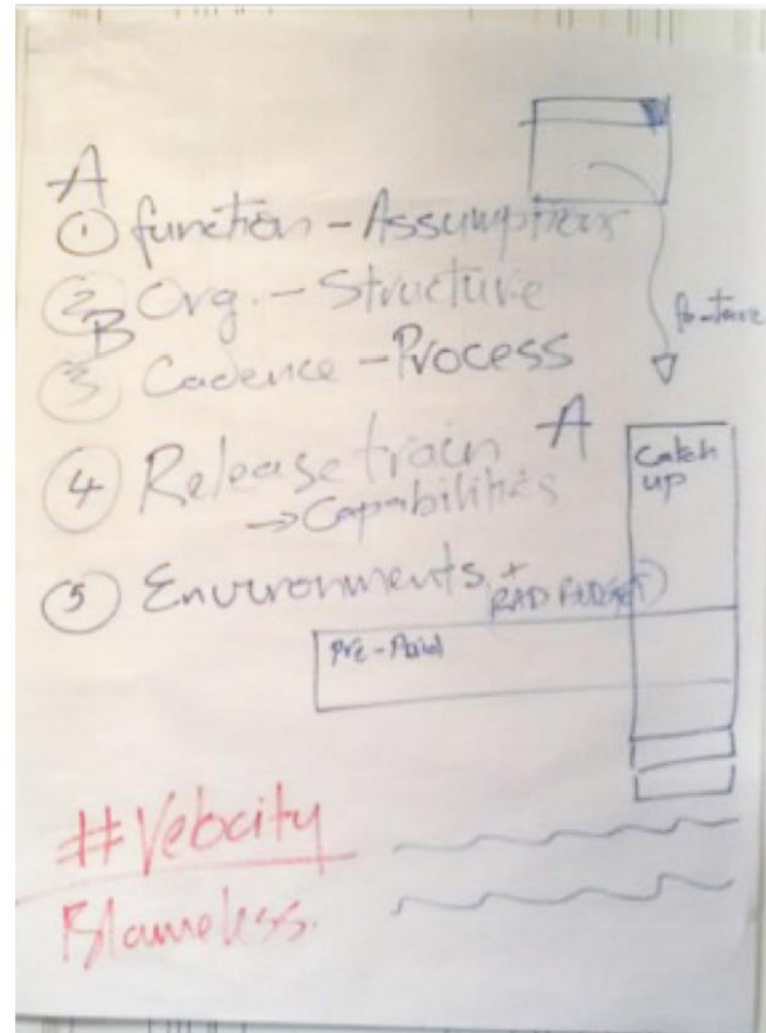 A
① function - Assumptions
② Org. - Structure
B
③ Cadence - Process
④ Release train A
→ Capabilities
⑤ Environments +
Catch
up
Pre-Paid
#Velocity
Blameless.